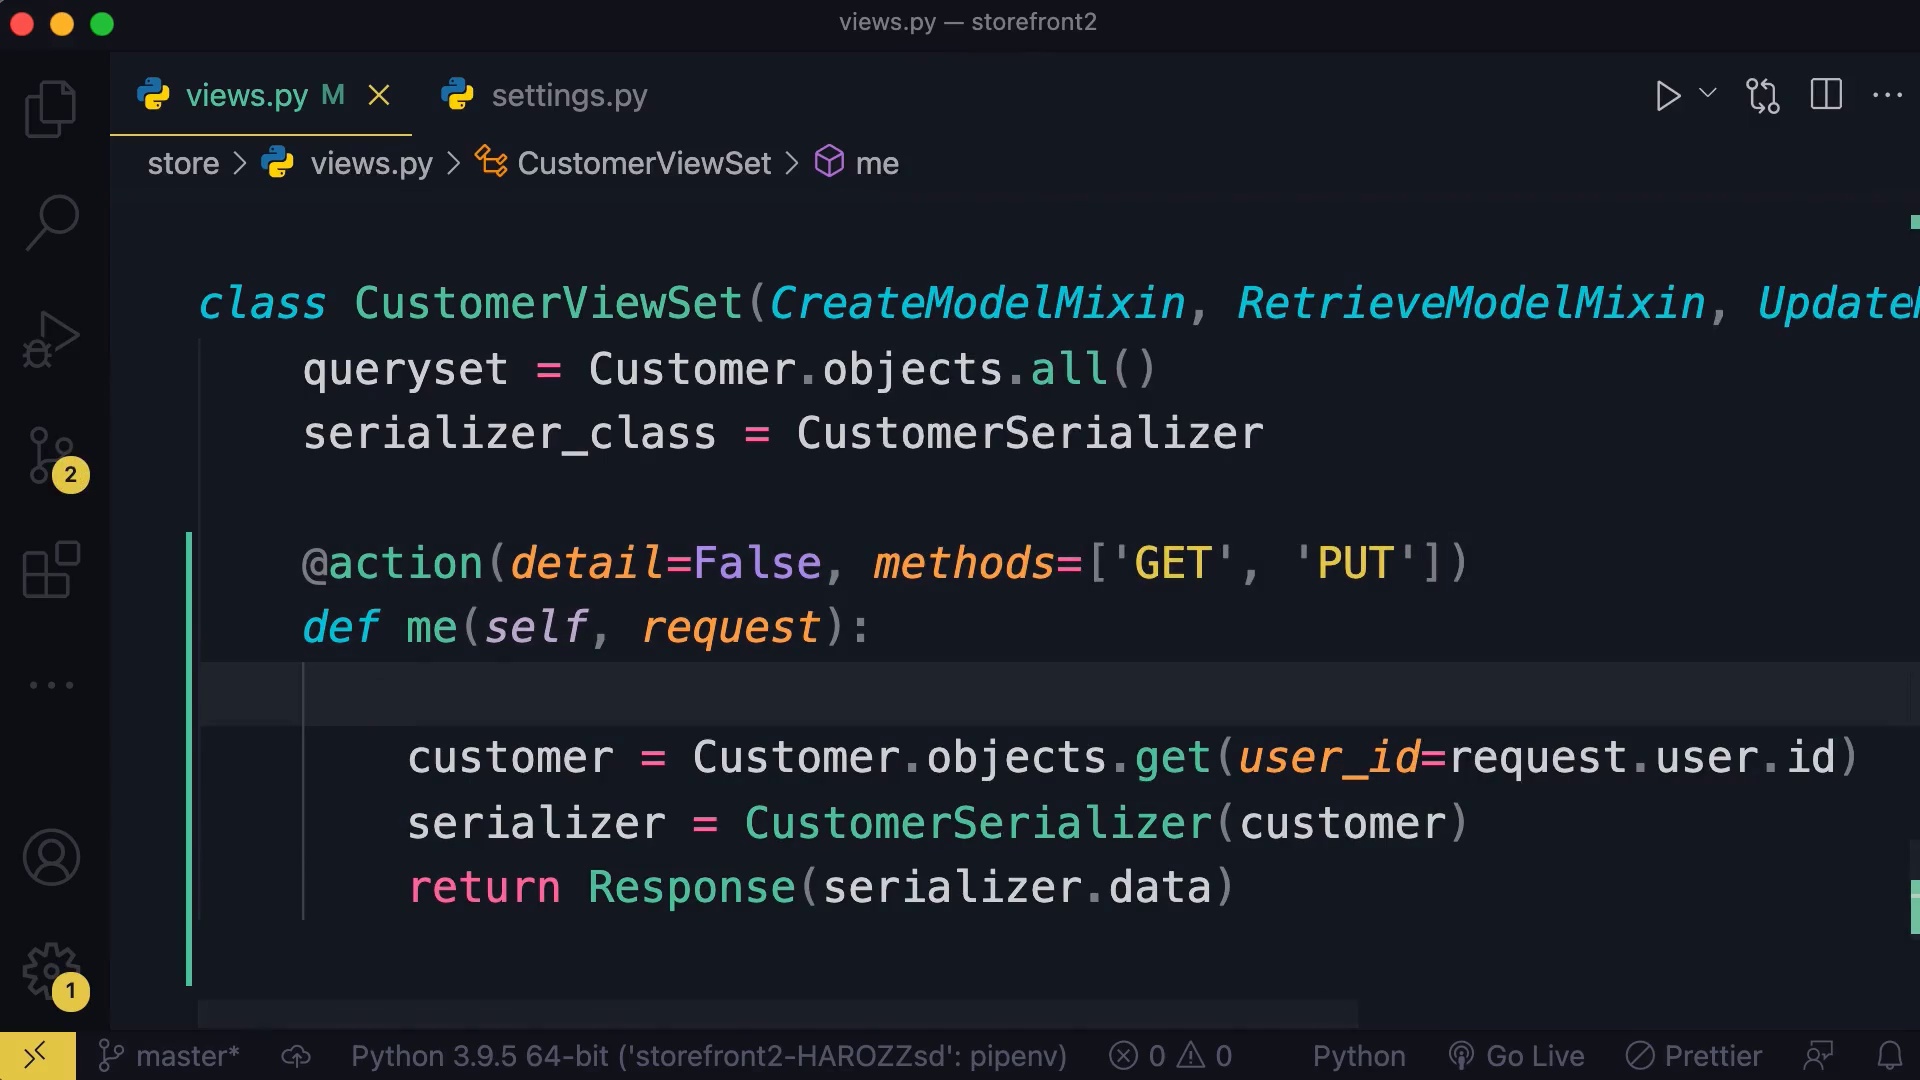 views.py — storefront2
views.py M settings.py
store > views.py > CustomerViewSet > me
class CustomerViewSet(CreateModelMixin, RetrieveModelMixin, Update
queryset = Customer.objects.all()
serializer_class = CustomerSerializer
@action(detail=False, methods=['GET', 'PUT'])
def me(self, request):
customer = Customer.objects.get(user_id=request.user.id)
serializer = CustomerSerializer(customer)
return Response(serializer.data)
2
1
master* Python 3.9.5 64-bit ('storefront2-HAROZZsd': pipenv) 0 0 Python Go Live Prettier